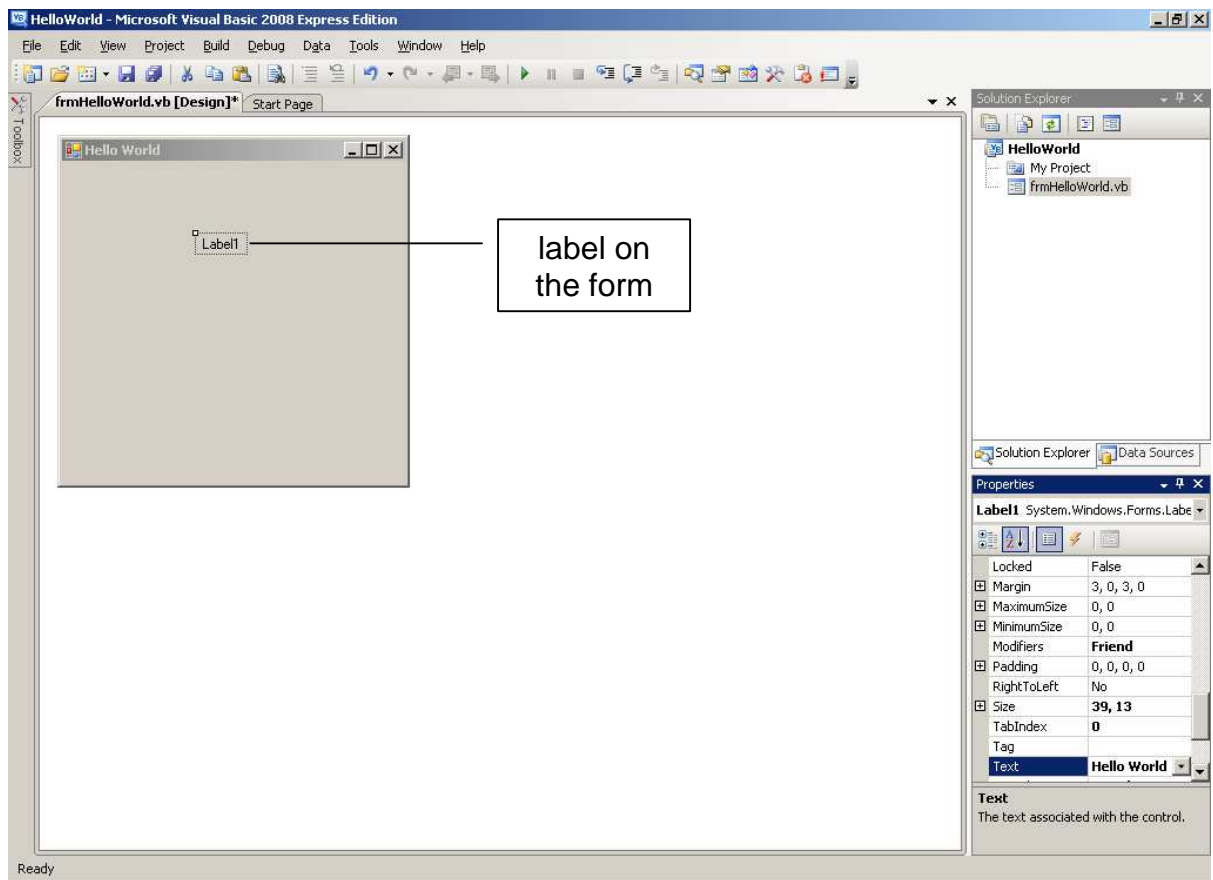 HelloWorld - Microsoft Visual Basic 2008 Express Edition
File Edit View Project Build Debug Data Tools Window Help
frmHelloWorld.vb [Design]* Start Page
Toolbox
Hello World
Label1
label on
the form
Solution Explorer
HelloWorld
My Project
frmHelloWorld.vb
Solution Explorer Data Sources
Properties
Label1 System.Windows.Forms.Labe
Locked False
Margin 3, 0, 3, 0
MaximumSize 0, 0
MinimumSize 0, 0
Modifiers Friend
Padding 0, 0, 0, 0
RightToLeft No
Size 39, 13
TabIndex 0
Tag
Text Hello World
Text
The text associated with the control.
Ready